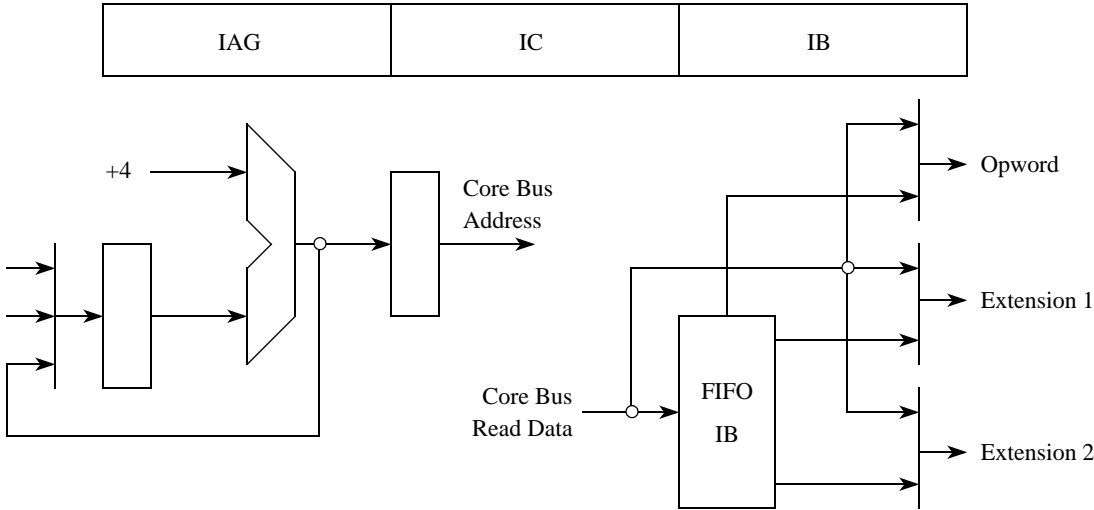 IAG
IC
IB
+4
Core Bus
Address
Opword
Extension 1
Core Bus
Read Data
FIFO
IB
Extension 2